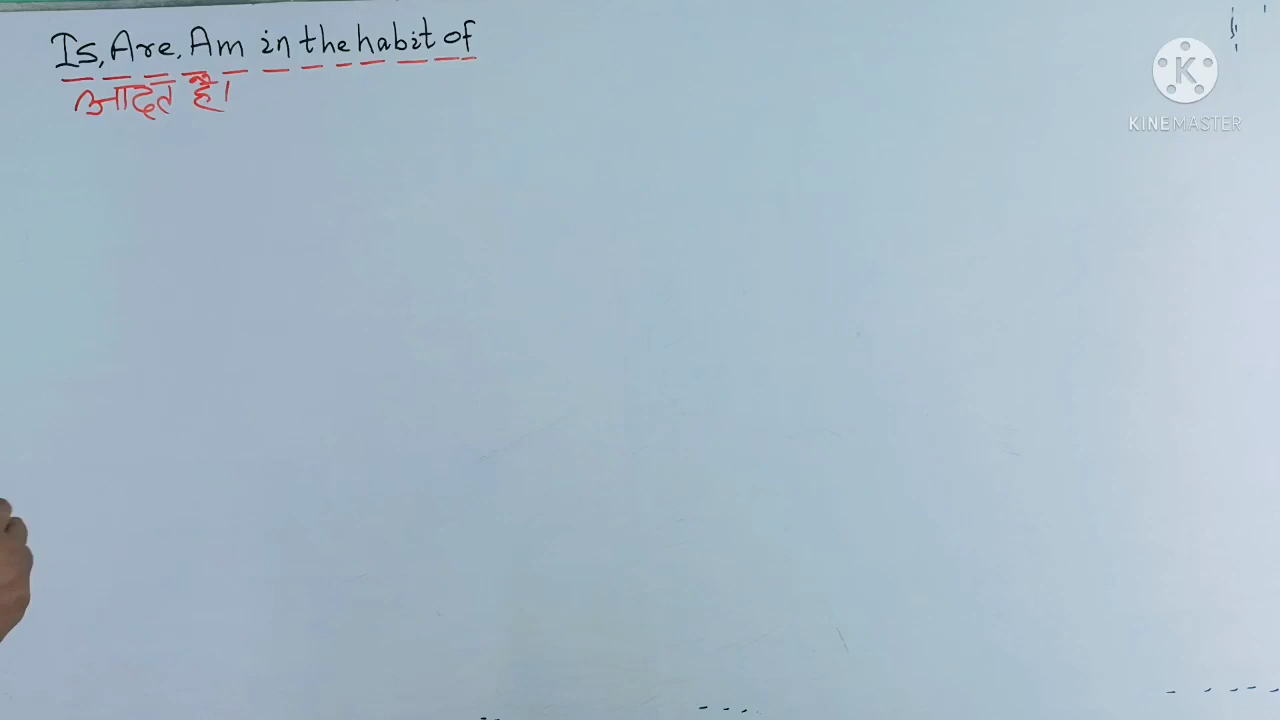 Is, Are, Am in the habit of
आदत है।
KINEMASTER